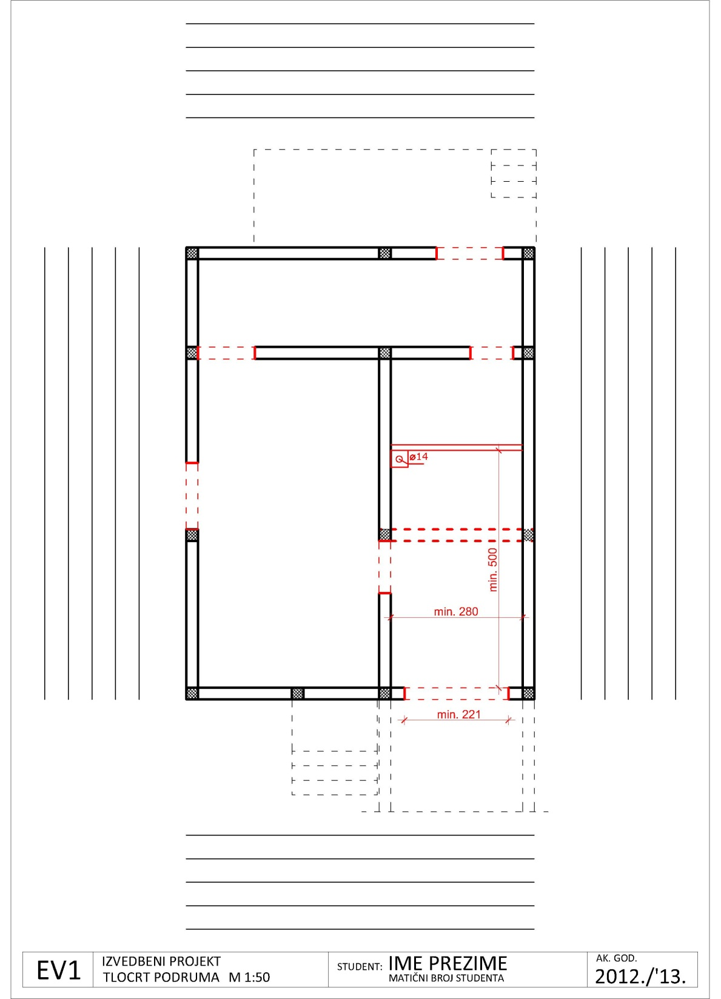 ⌀14
min. 500
min. 280
min. 221
EV1
IZVEDBENI PROJEKT
TLOCRT PODRUMA M 1:50
STUDENT: IME PREZIME
MATIČNI BROJ STUDENTA
AK. GOD.
2012./'13.